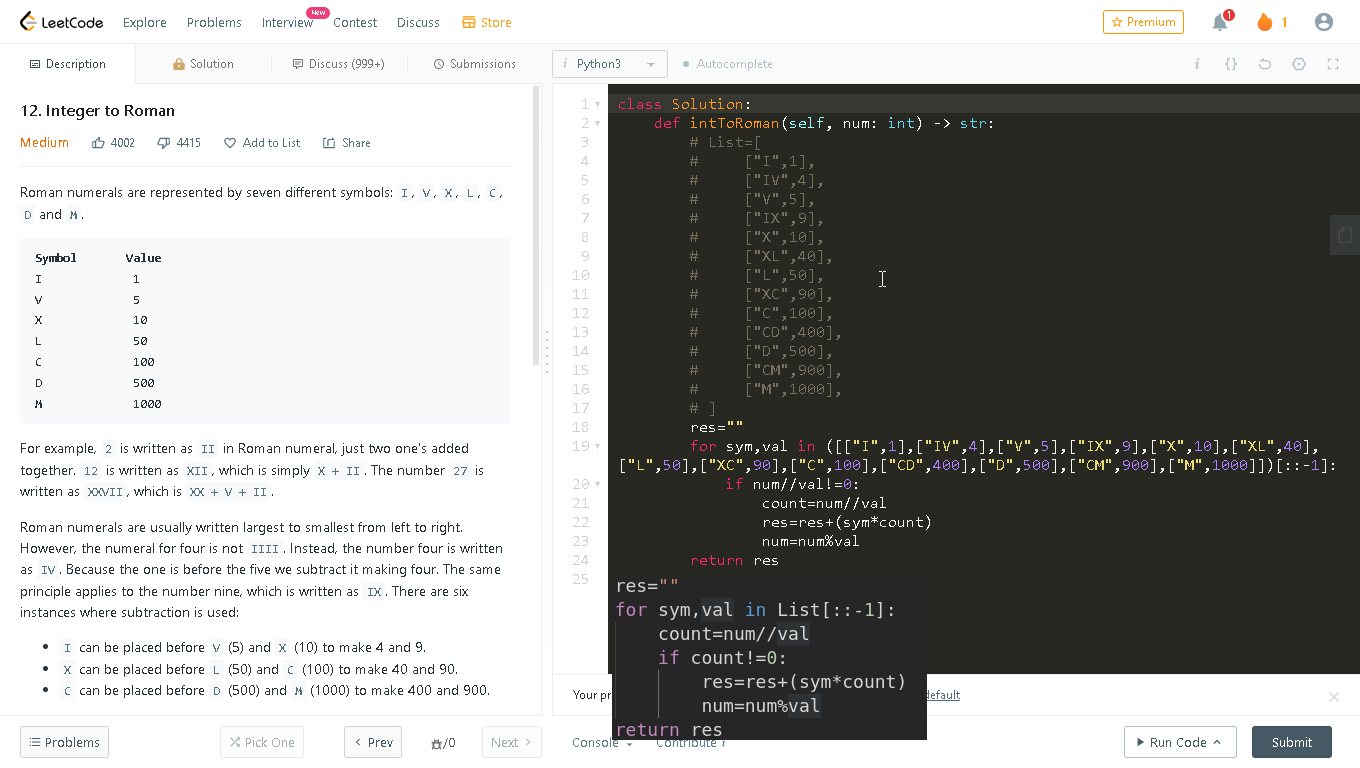 LeetCode
Explore
Problems
Interview
New
Contest
Discuss
Store
Premium
1
1
Description
Solution
Discuss (999+)
Submissions
i Python3
Autocomplete
i
{}
12. Integer to Roman
Medium
4002
4415
Add to List
Share
Roman numerals are represented by seven different symbols: I, V, X, L, C,
D and M.
Symbol Value
I 1
V 5
X 10
L 50
C 100
D 500
M 1000
For example, 2 is written as II in Roman numeral, just two one's added
together. 12 is written as XII, which is simply X + II. The number 27 is
written as XXVII, which is XX + V + II.
Roman numerals are usually written largest to smallest from left to right.
However, the numeral for four is not IIII. Instead, the number four is written
as IV. Because the one is before the five we subtract it making four. The same
principle applies to the number nine, which is written as IX. There are six
instances where subtraction is used:
• I can be placed before V (5) and X (10) to make 4 and 9.
• X can be placed before L (50) and C (100) to make 40 and 90.
• C can be placed before D (500) and M (1000) to make 400 and 900.
1 class Solution:
2 def intToRoman(self, num: int) -> str:
3 # List=[
4 # ["I",1],
5 # ["IV",4],
6 # ["V",5],
7 # ["IX",9],
8 # ["X",10],
9 # ["XL",40],
10 # ["L",50],
11 # ["XC",90],
12 # ["C",100],
13 # ["CD",400],
14 # ["D",500],
15 # ["CM",900],
16 # ["M",1000],
17 # ]
18 res=""
19 for sym,val in ([["I",1],["IV",4],["V",5],["IX",9],["X",10],["XL",40],
["L",50],["XC",90],["C",100],["CD",400],["D",500],["CM",900],["M",1000]])[::-1]:
20 if num//val!=0:
21 count=num//val
22 res=res+(sym*count)
23 num=num%val
24 return res
25
res=""
for sym,val in List[::-1]:
count=num//val
if count!=0:
res=res+(sym*count)
num=num%val
return res
Your
default
Problems
Pick One
Prev
/0
Next
Console
Contribute i
Run Code
Submit